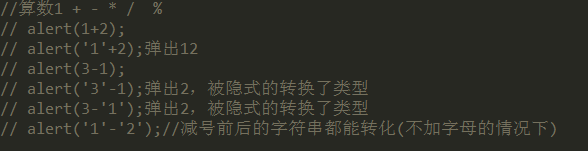 //算数1 + - * /  %
// alert(1+2);
// alert('1'+2);弹出12
// alert(3-1);
// alert('3'-1);弹出2，被隐式的转换了类型
// alert(3-'1');弹出2，被隐式的转换了类型
// alert('1'-'2');//减号前后的字符串都能转化(不加字母的情况下)